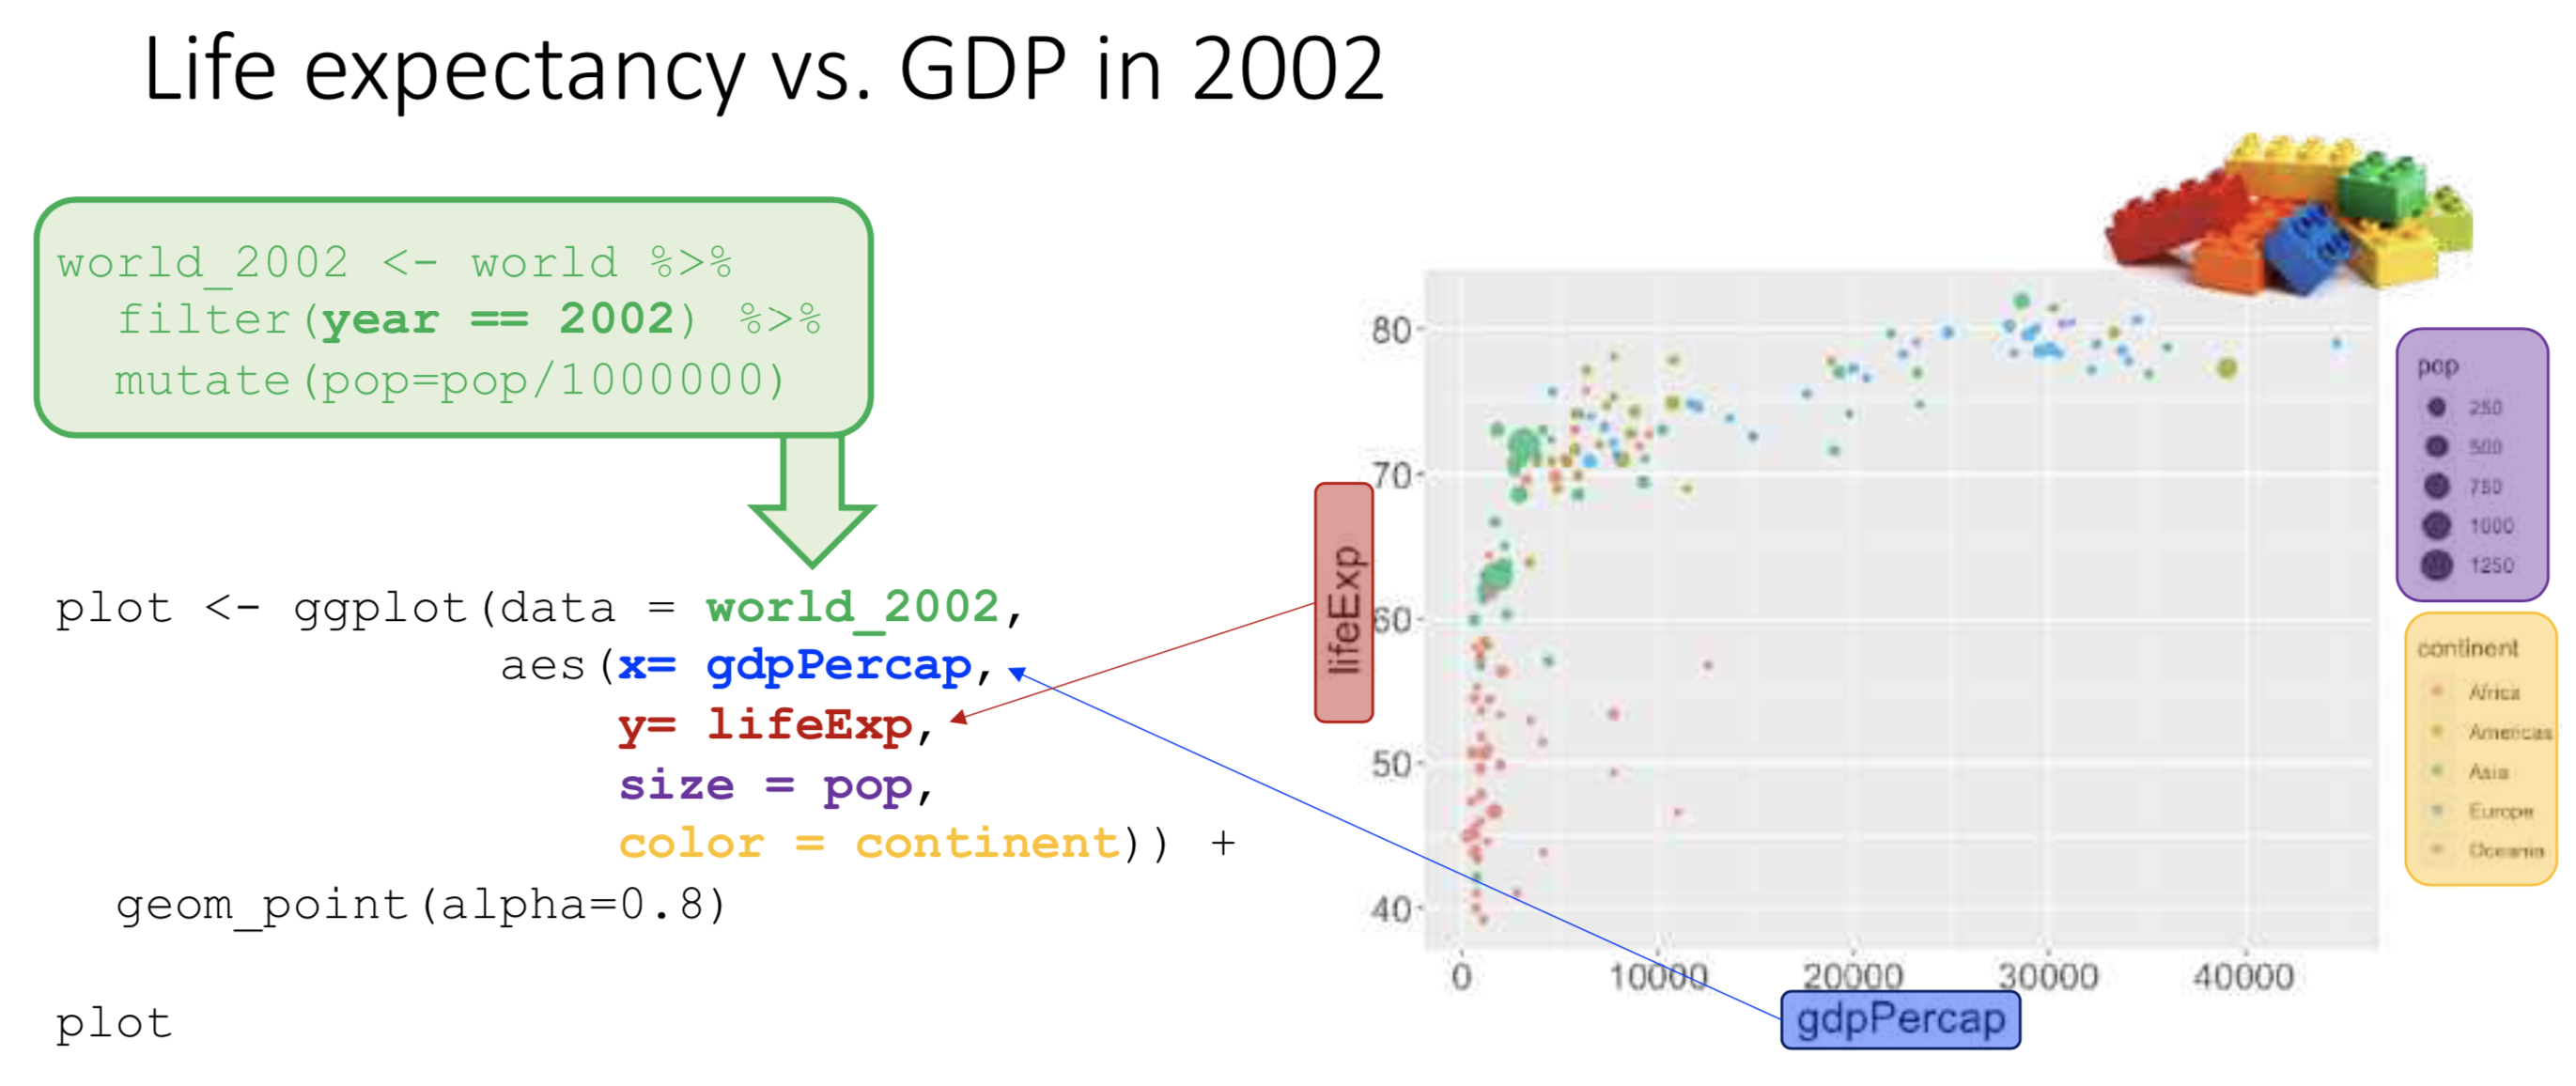 Life expectancy vs. GDP in 2002
world_2002 <- world %>%
filter(year == 2002) %>%
mutate(pop=pop/1000000)
plot <- ggplot(data = world_2002,
aes(x= gdpPercap,
y= lifeExp,
size = pop,
color = continent)) +
geom_point(alpha=0.8)
plot
lifeExp
80
70
60
50
40
0 10000 20000 30000 40000
gdpPercap
pop
250
500
750
1000
1250
continent
Africa
Americas
Asia
Europe
Oceania